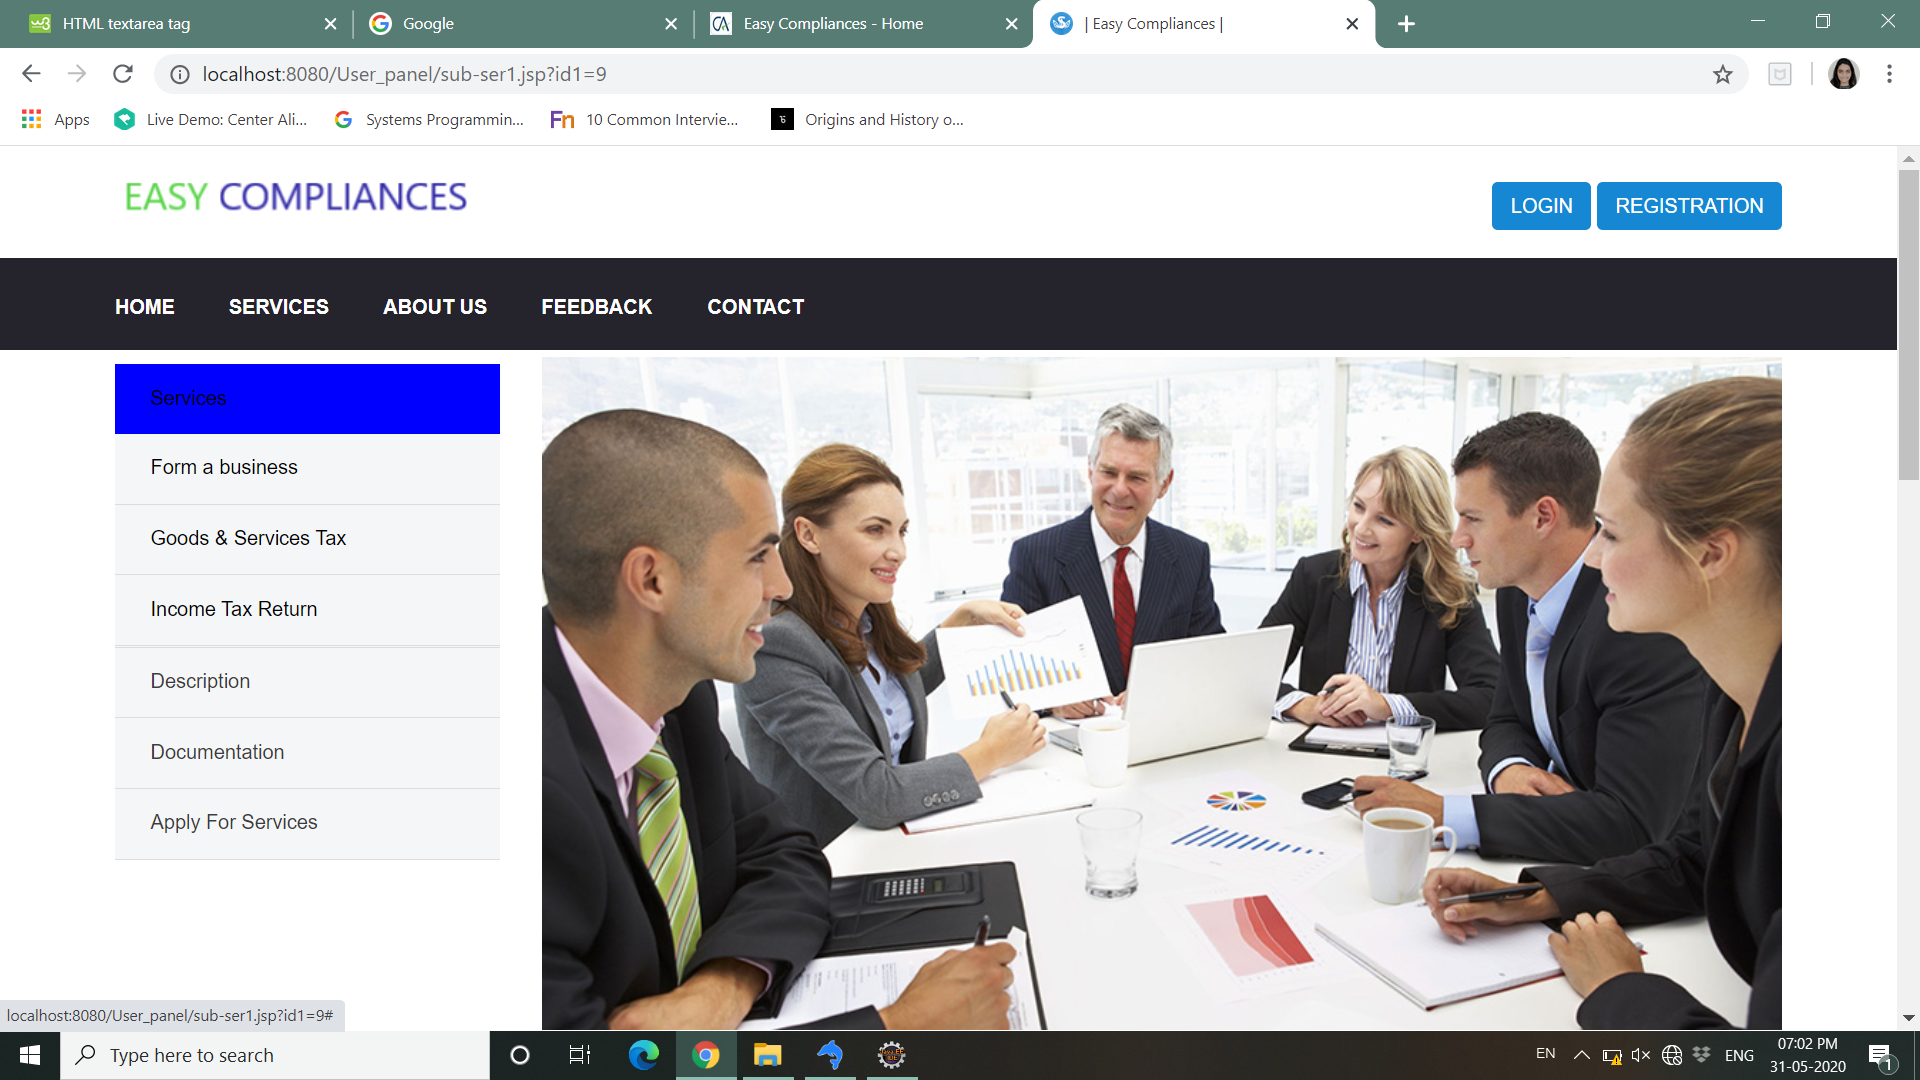 HTML textarea tag
Google
Easy Compliances - Home
| Easy Compliances |
localhost:8080/User_panel/sub-ser1.jsp?id1=9
Apps
Live Demo: Center Ali...
Systems Programmin...
Fn
10 Common Intervie...
Origins and History o...
EASY COMPLIANCES
LOGIN
REGISTRATION
HOME
SERVICES
ABOUT US
FEEDBACK
CONTACT
Services
Form a business
Goods & Services Tax
Income Tax Return
Description
Documentation
Apply For Services
localhost:8080/User_panel/sub-ser1.jsp?id1=9#
Type here to search
EN
ENG
07:02 PM
31-05-2020
1